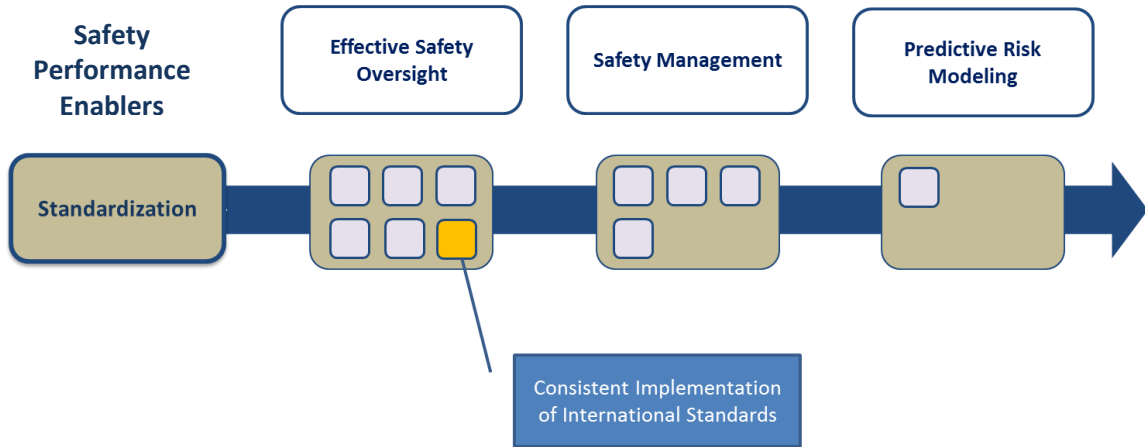 Safety
Performance
Enablers
Effective Safety
Oversight
Safety Management
Predictive Risk
Modeling
Standardization
Consistent Implementation
of International Standards